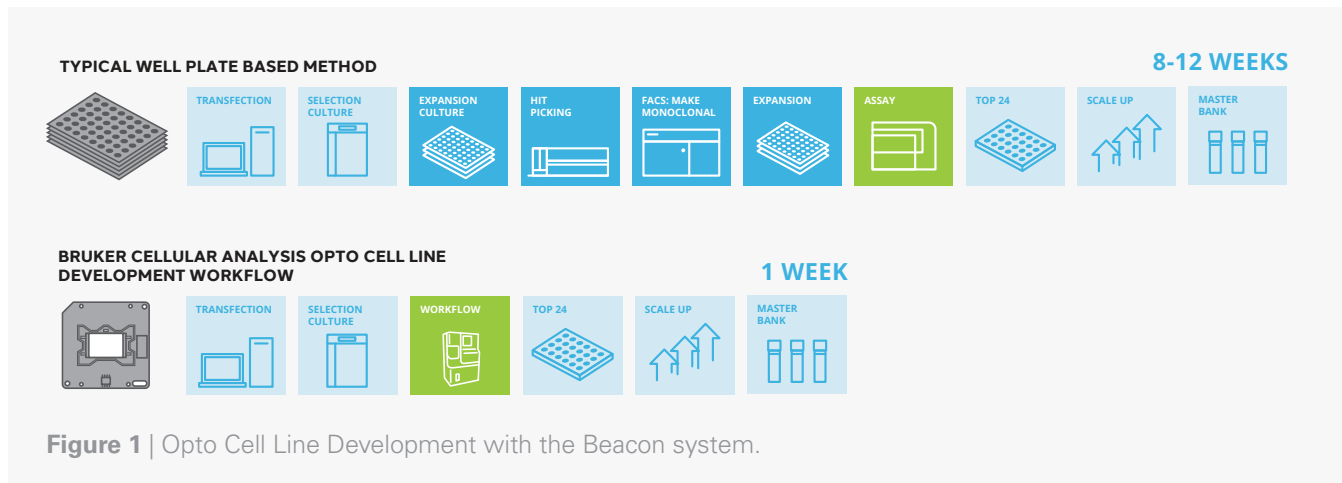 TYPICAL WELL PLATE BASED METHOD
8-12 WEEKS
TRANSFECTION
SELECTION
CULTURE
EXPANSION
CULTURE
HIT
PICKING
FACS: MAKE
MONOCLONAL
EXPANSION
ASSAY
TOP 24
SCALE UP
MASTER
BANK
BRUKER CELLULAR ANALYSIS OPTO CELL LINE
DEVELOPMENT WORKFLOW
1 WEEK
TRANSFECTION
SELECTION
CULTURE
WORKFLOW
TOP 24
SCALE UP
MASTER
BANK
Figure 1 | Opto Cell Line Development with the Beacon system.